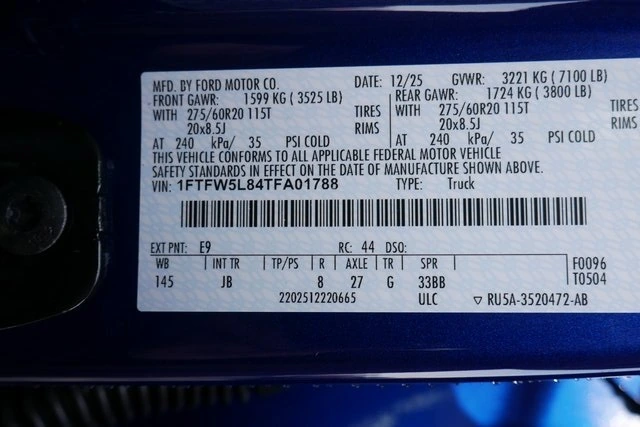 MFD. BY FORD MOTOR CO. DATE: 12/25 GVWR: 3221 KG ( 7100 LB)
FRONT GAWR: 1599 KG ( 3525 LB) REAR GAWR: 1724 KG ( 3800 LB)
WITH 275/60R20 115T TIRES WITH 275/60R20 115T TIRES
20x8.5J RIMS 20x8.5J RIMS
AT 240 kPa/ 35 PSI COLD AT 240 kPa/ 35 PSI COLD
THIS VEHICLE CONFORMS TO ALL APPLICABLE FEDERAL MOTOR VEHICLE
SAFETY STANDARDS IN EFFECT ON THE DATE OF MANUFACTURE SHOWN ABOVE.
VIN: 1FTFW5L84TFA01788 TYPE: Truck
EXT PNT: E9 RC: 44 DSO:
WB INT TR TP/PS R AXLE TR SPR F0096
145 JB 8 27 G 33BB T0504
2202512220665 ULC ▽ RU5A-3520472-AB